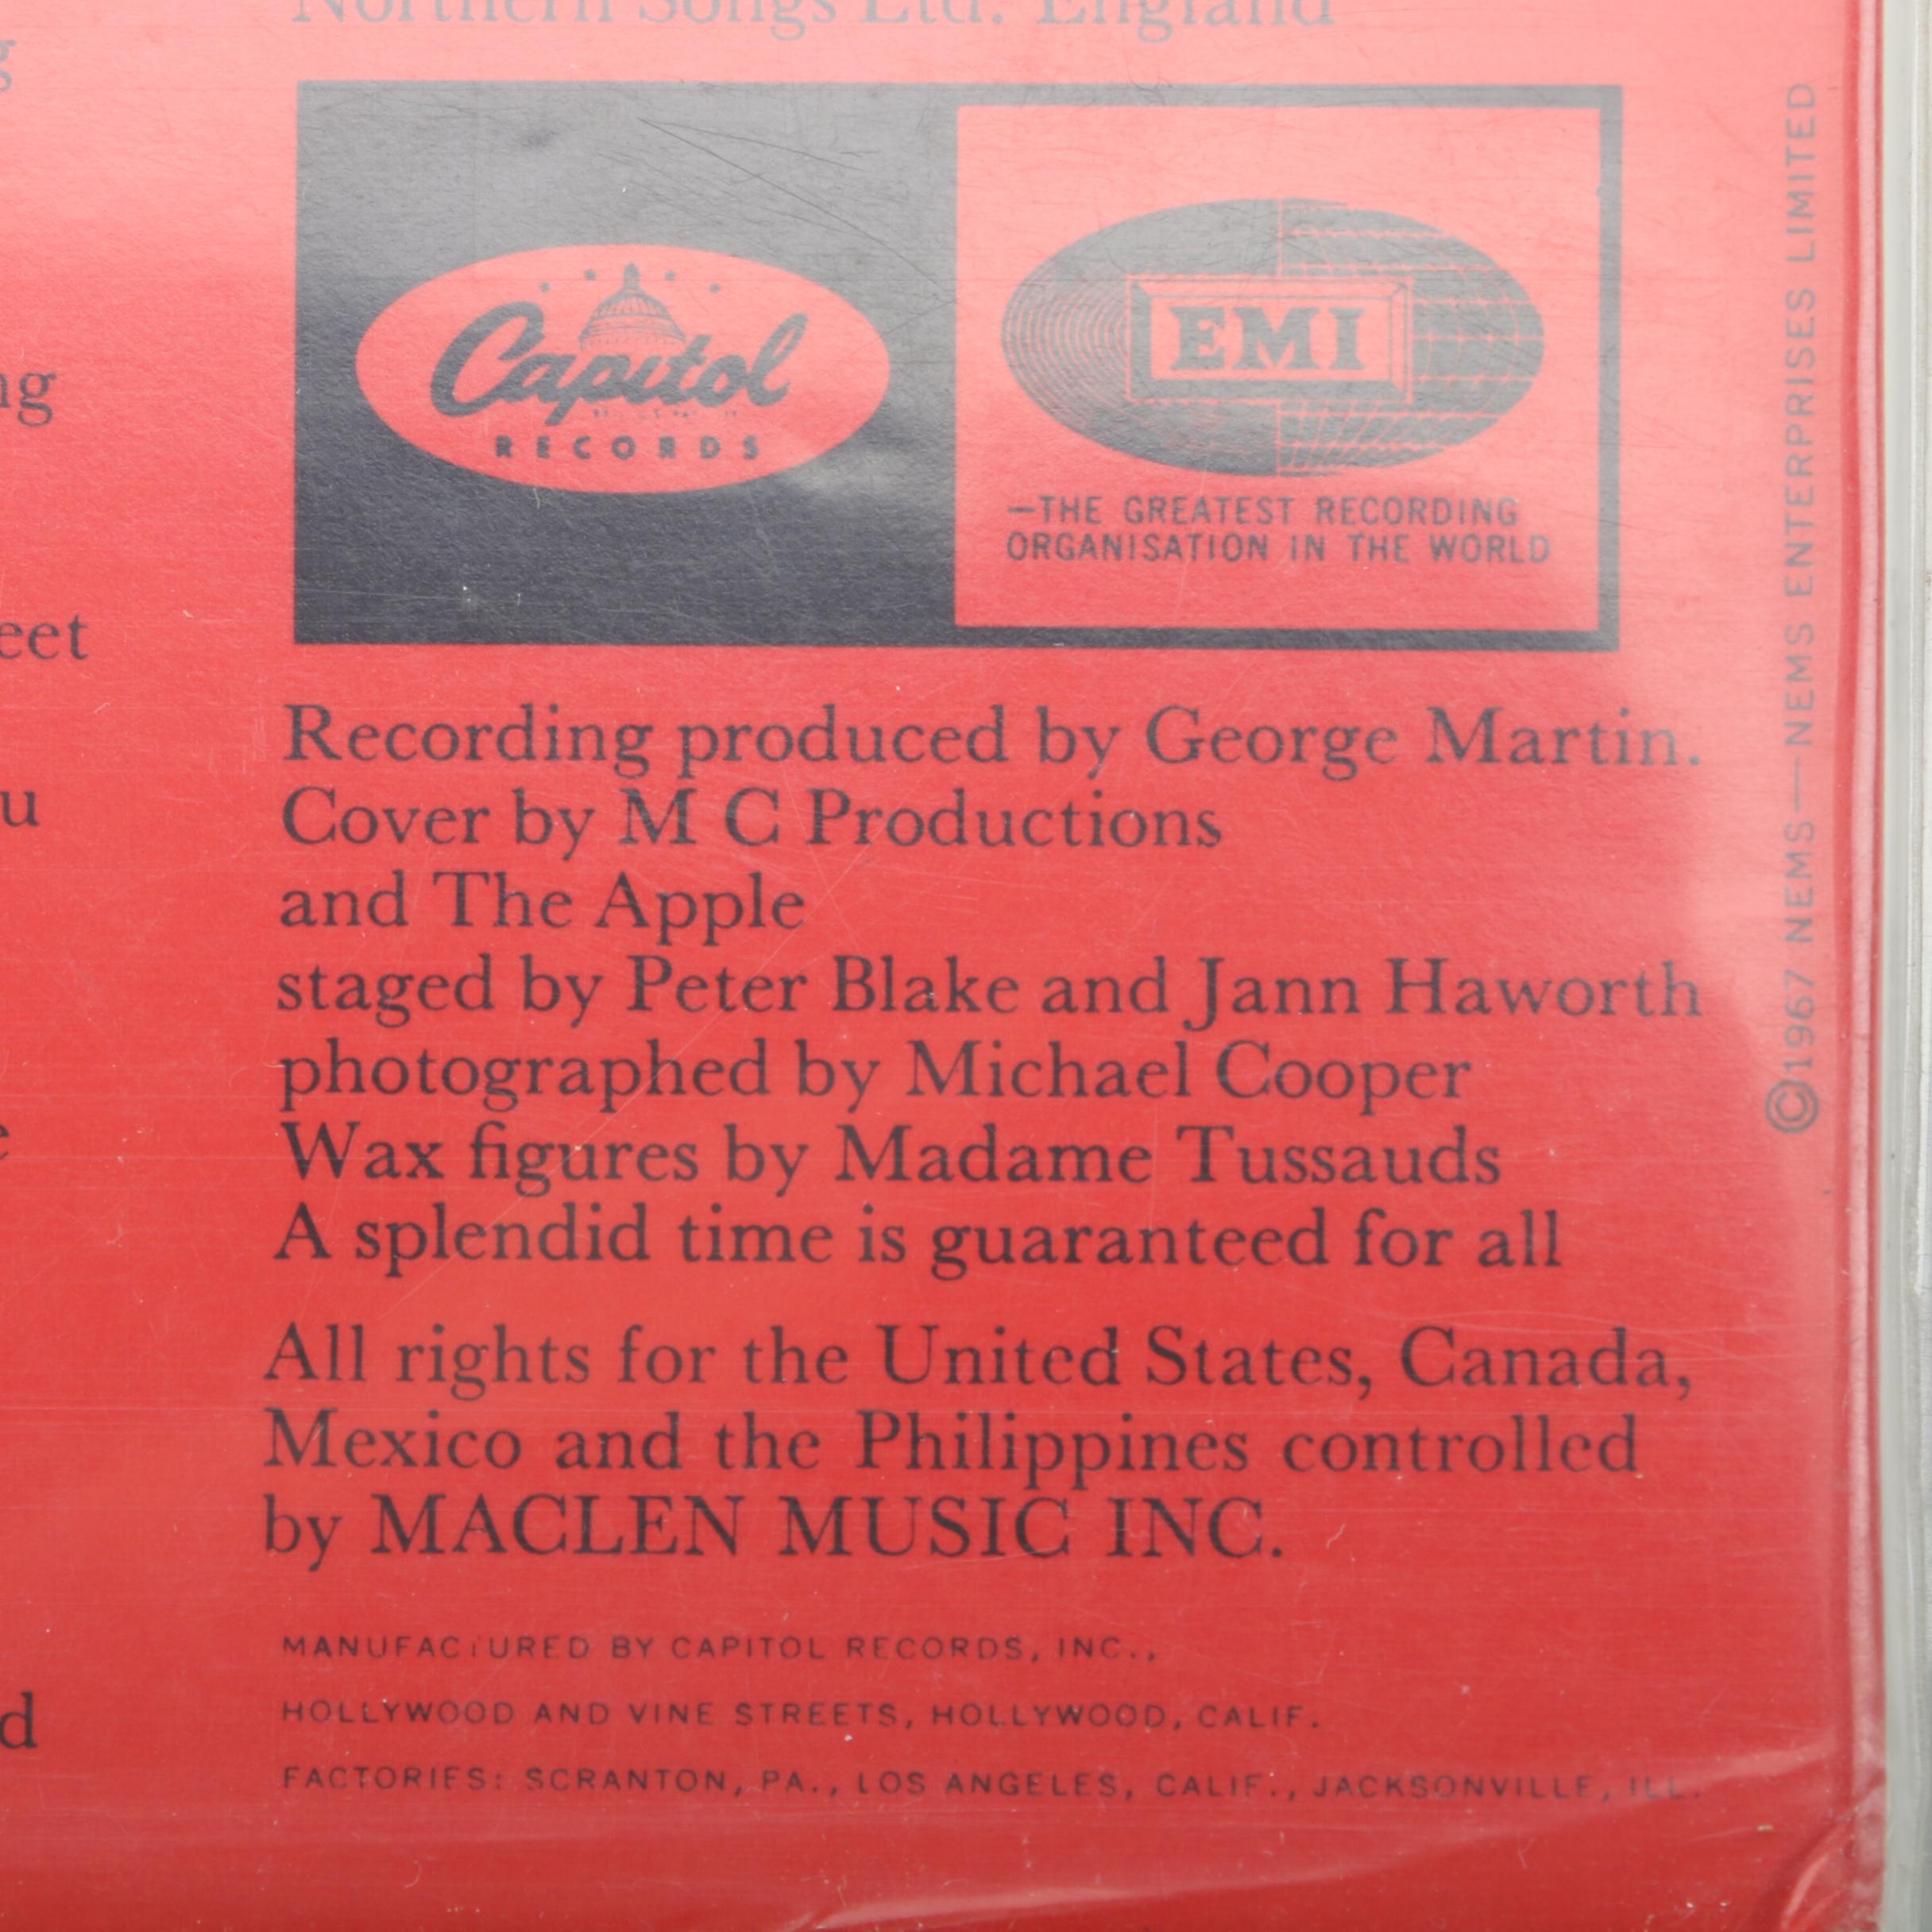 Northern Songs Ltd. England
g
ng
eet
u
e
d
Capitol
RECORDS
EMI
—THE GREATEST RECORDING
ORGANISATION IN THE WORLD
Recording produced by George Martin.
Cover by M C Productions
and The Apple
staged by Peter Blake and Jann Haworth
photographed by Michael Cooper
Wax figures by Madame Tussauds
A splendid time is guaranteed for all
All rights for the United States, Canada,
Mexico and the Philippines controlled
by MACLEN MUSIC INC.
MANUFACTURED BY CAPITOL RECORDS, INC.,
HOLLYWOOD AND VINE STREETS, HOLLYWOOD, CALIF.
FACTORIES: SCRANTON, PA., LOS ANGELES, CALIF., JACKSONVILLE, ILL.
©1967 NEMS—NEMS ENTERPRISES LIMITED